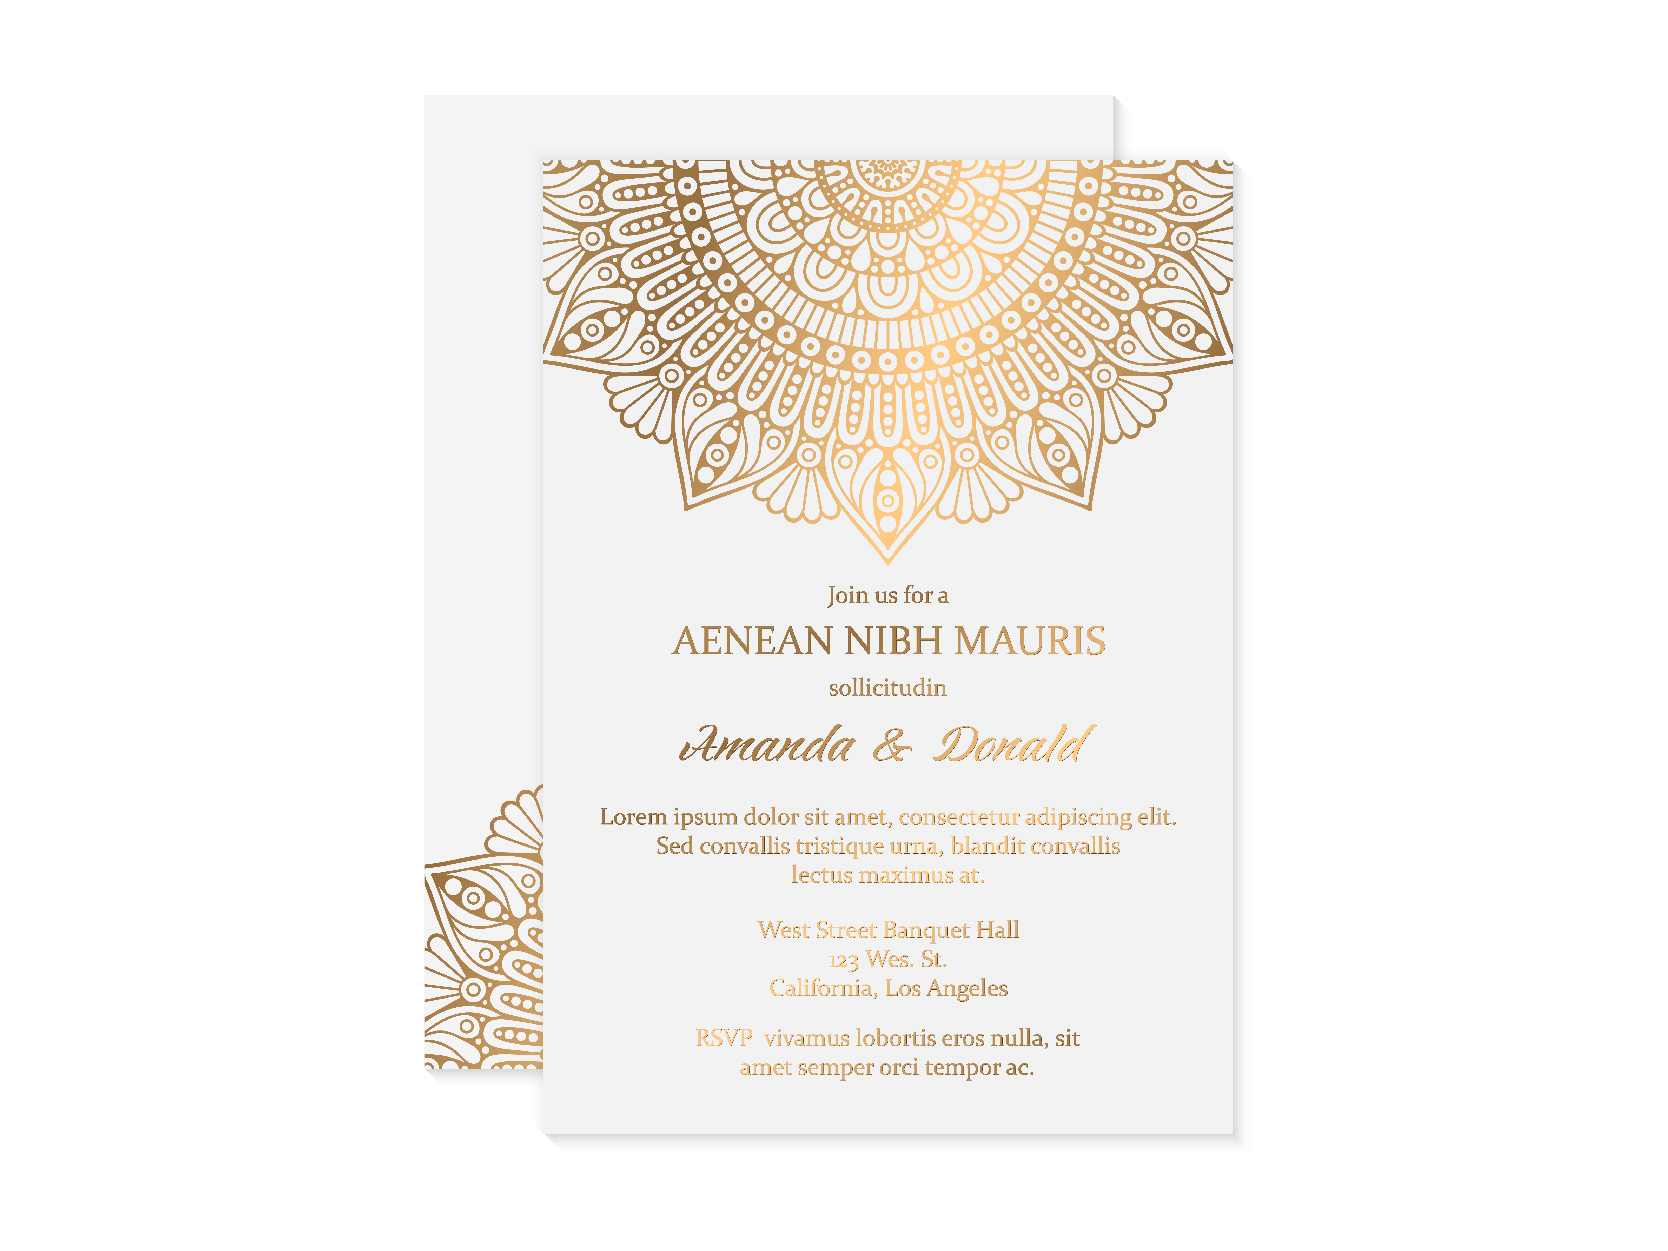 Join us for a
AENEAN NIBH MAURIS
sollicitudin
Amanda & Donald
Lorem ipsum dolor sit amet, consectetur adipiscing elit.
Sed convallis tristique urna, blandit convallis
lectus maximus at.
West Street Banquet Hall
123 Wes. St.
California, Los Angeles
RSVP vivamus lobortis eros nulla, sit
amet semper orci tempor ac.